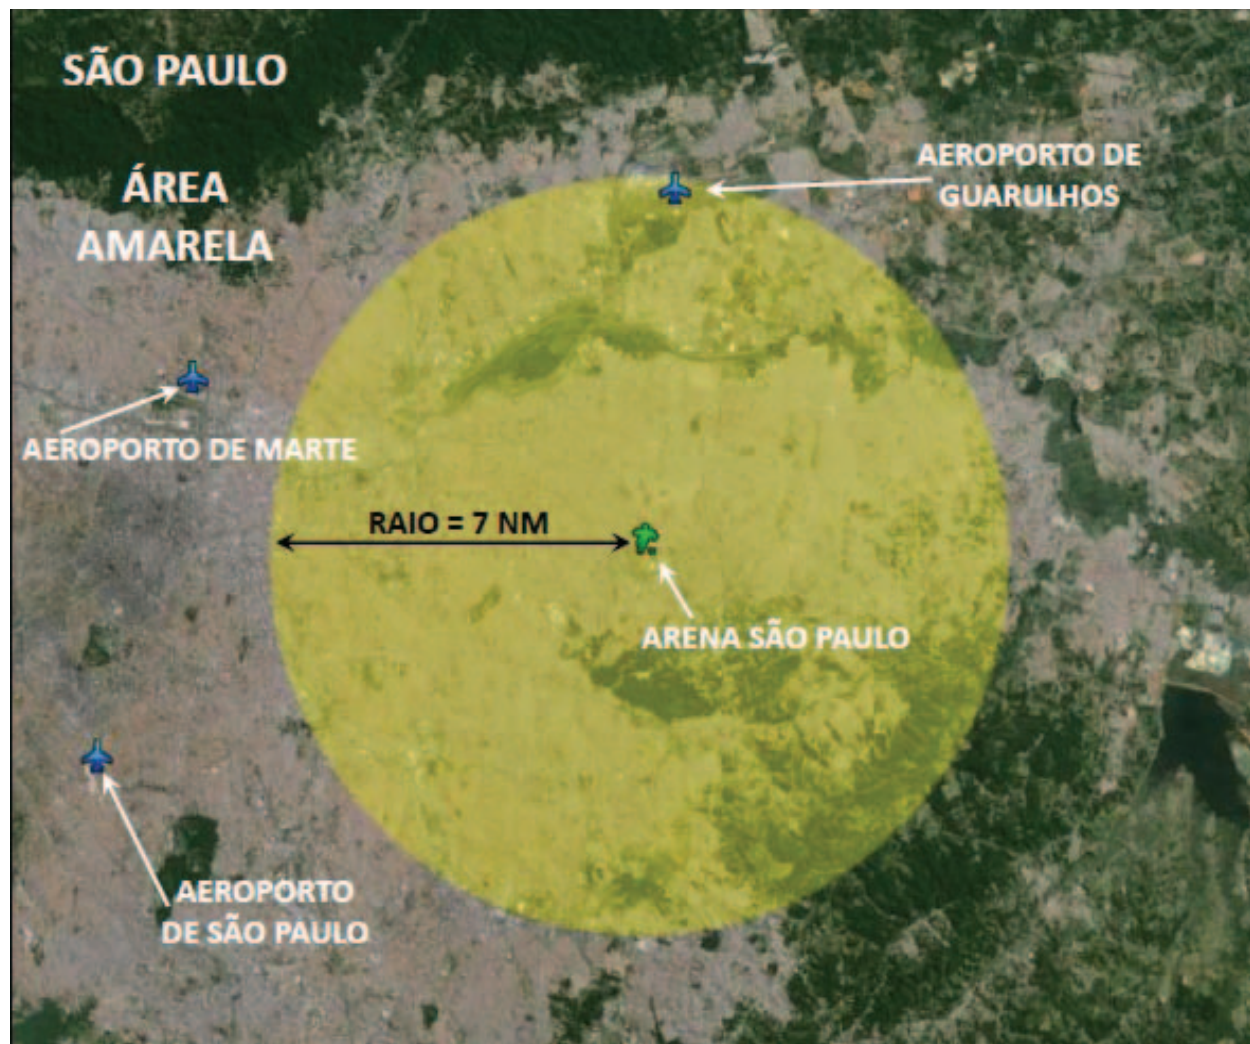 SÃO PAULO
ÁREA
AMARELA
AEROPORTO DE
GUARULHOS
AEROPORTO DE MARTE
RAIO = 7 NM
ARENA SÃO PAULO
AEROPORTO
DE SÃO PAULO